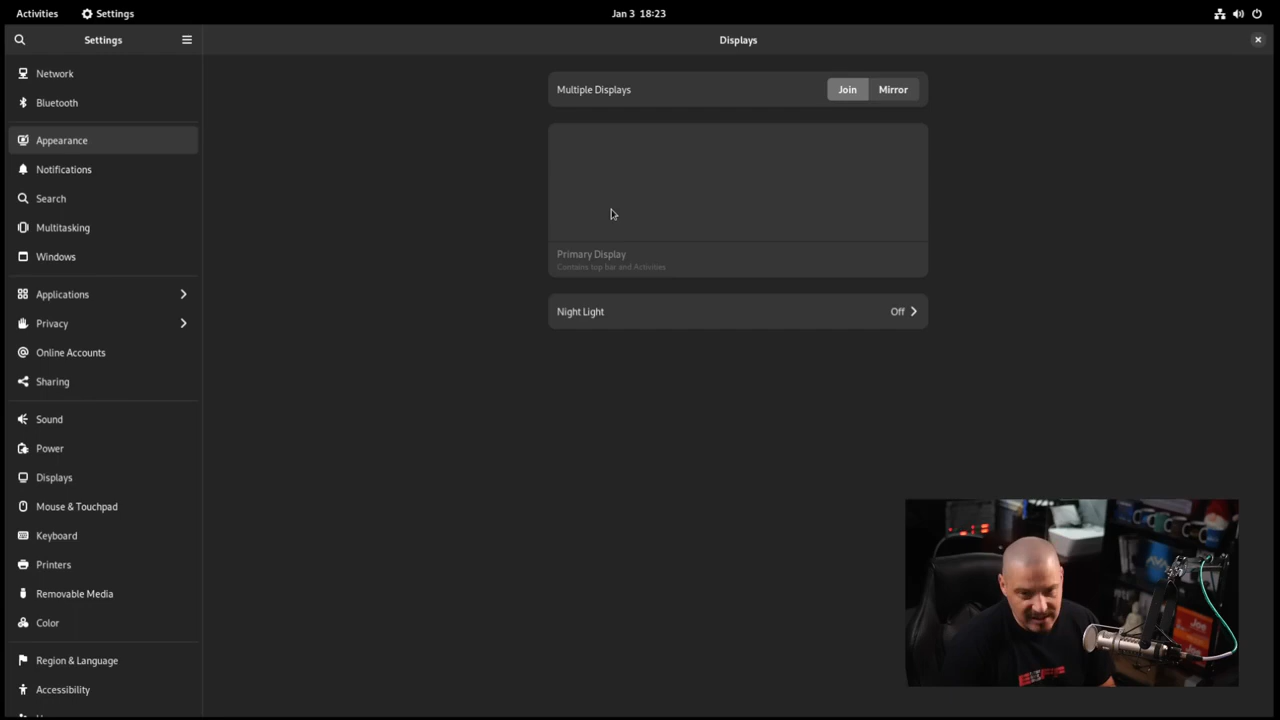 Activities
Settings
Jan 3 18:23
Settings
Displays
Network
Bluetooth
Appearance
Notifications
Search
Multitasking
Windows
Applications
Privacy
Online Accounts
Sharing
Sound
Power
Displays
Mouse & Touchpad
Keyboard
Printers
Removable Media
Color
Region & Language
Accessibility
Multiple Displays
Join
Mirror
Primary Display
Contains top bar and Activities
Night Light
Off